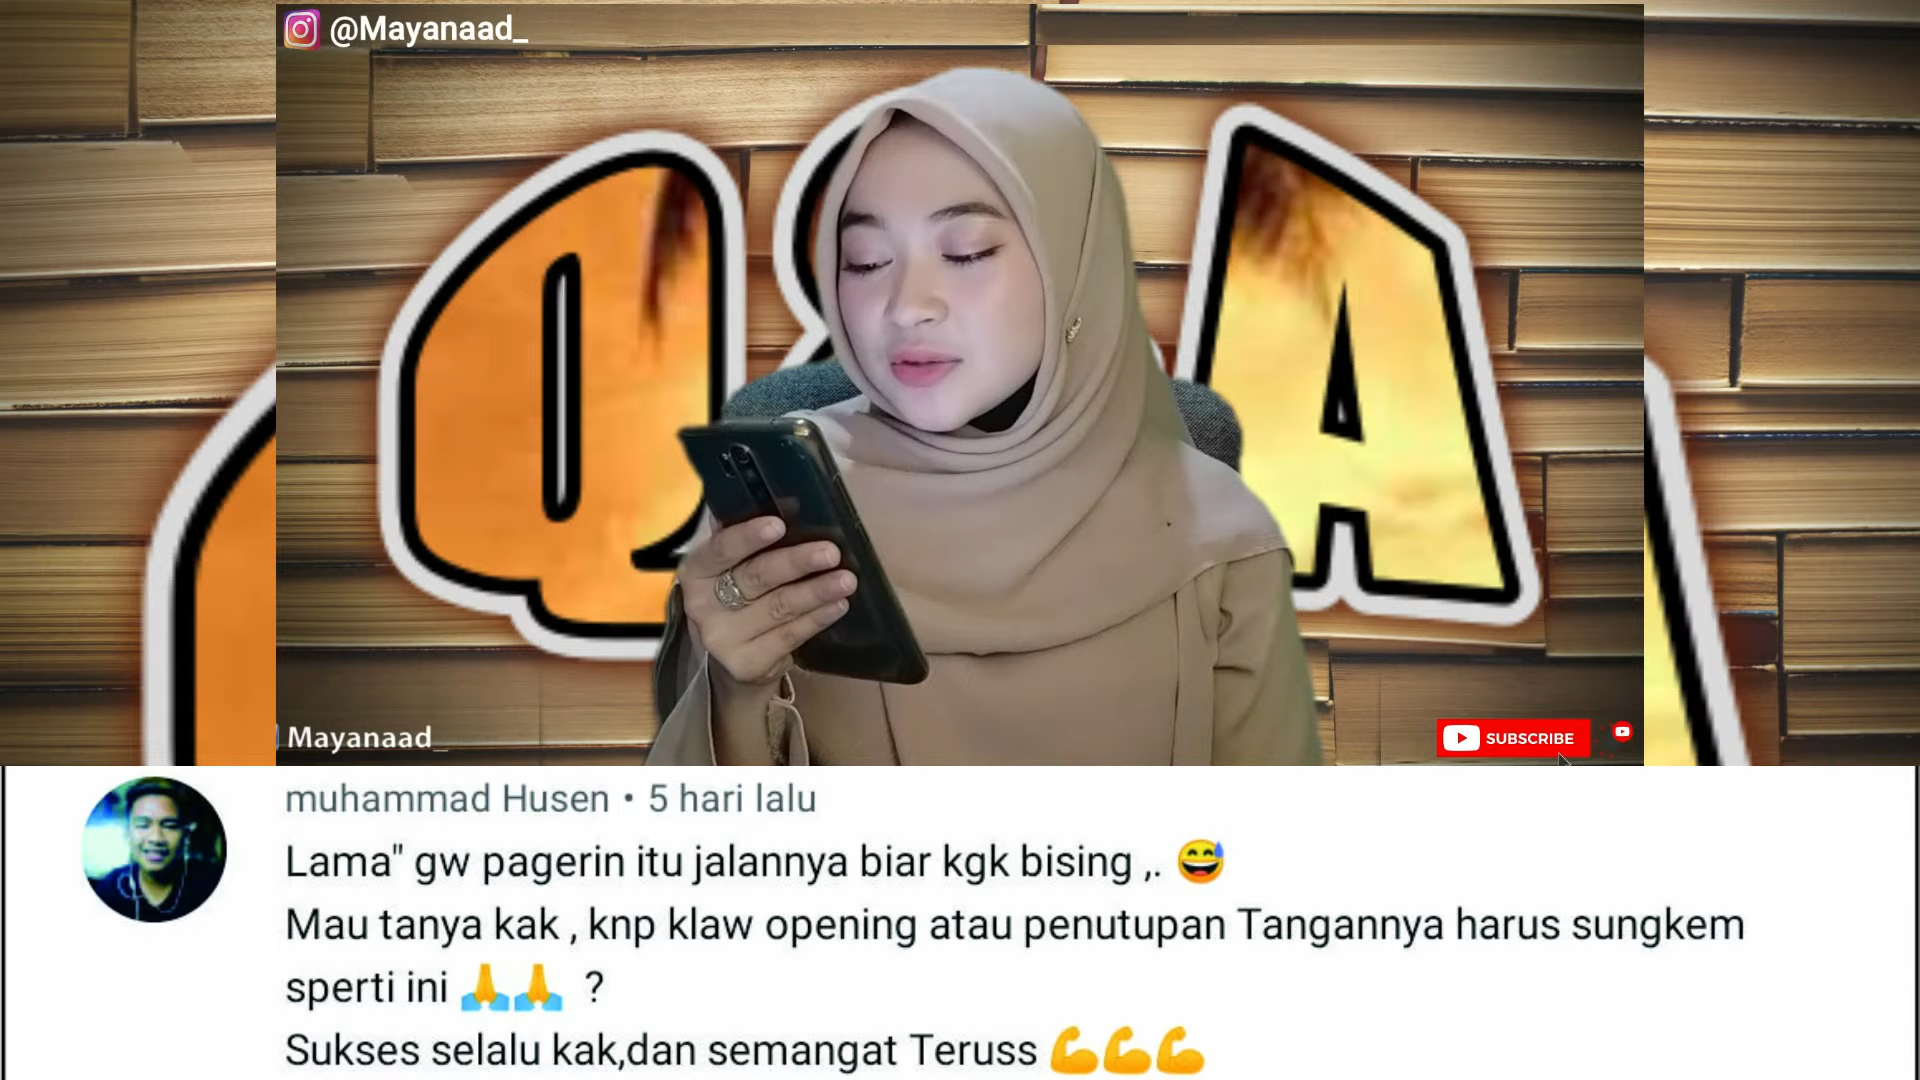 @Mayanaad_
Q&A
Mayanaad_
SUBSCRIBE
muhammad Husen • 5 hari lalu
Lama" gw pagerin itu jalannya biar kgk bising ,. 😅
Mau tanya kak , knp klaw opening atau penutupan Tangannya harus sungkem
sperti ini 🙏🙏 ?
Sukses selalu kak,dan semangat Teruss 💪💪💪